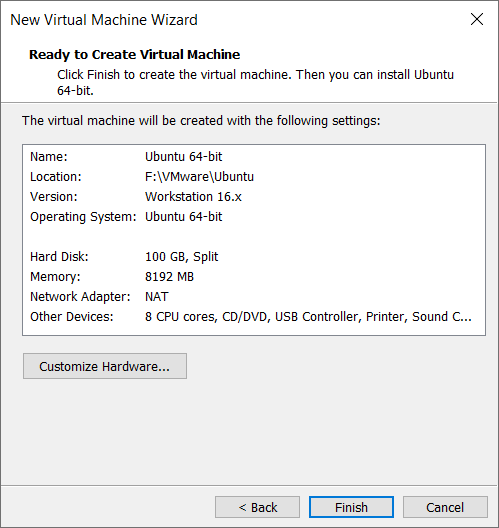 New Virtual Machine Wizard
Ready to Create Virtual Machine
Click Finish to create the virtual machine. Then you can install Ubuntu
64-bit.
The virtual machine will be created with the following settings:
Name: Ubuntu 64-bit
Location: F:\VMware\Ubuntu
Version: Workstation 16.x
Operating System: Ubuntu 64-bit
Hard Disk: 100 GB, Split
Memory: 8192 MB
Network Adapter: NAT
Other Devices: 8 CPU cores, CD/DVD, USB Controller, Printer, Sound C...
Customize Hardware...
< Back Finish Cancel